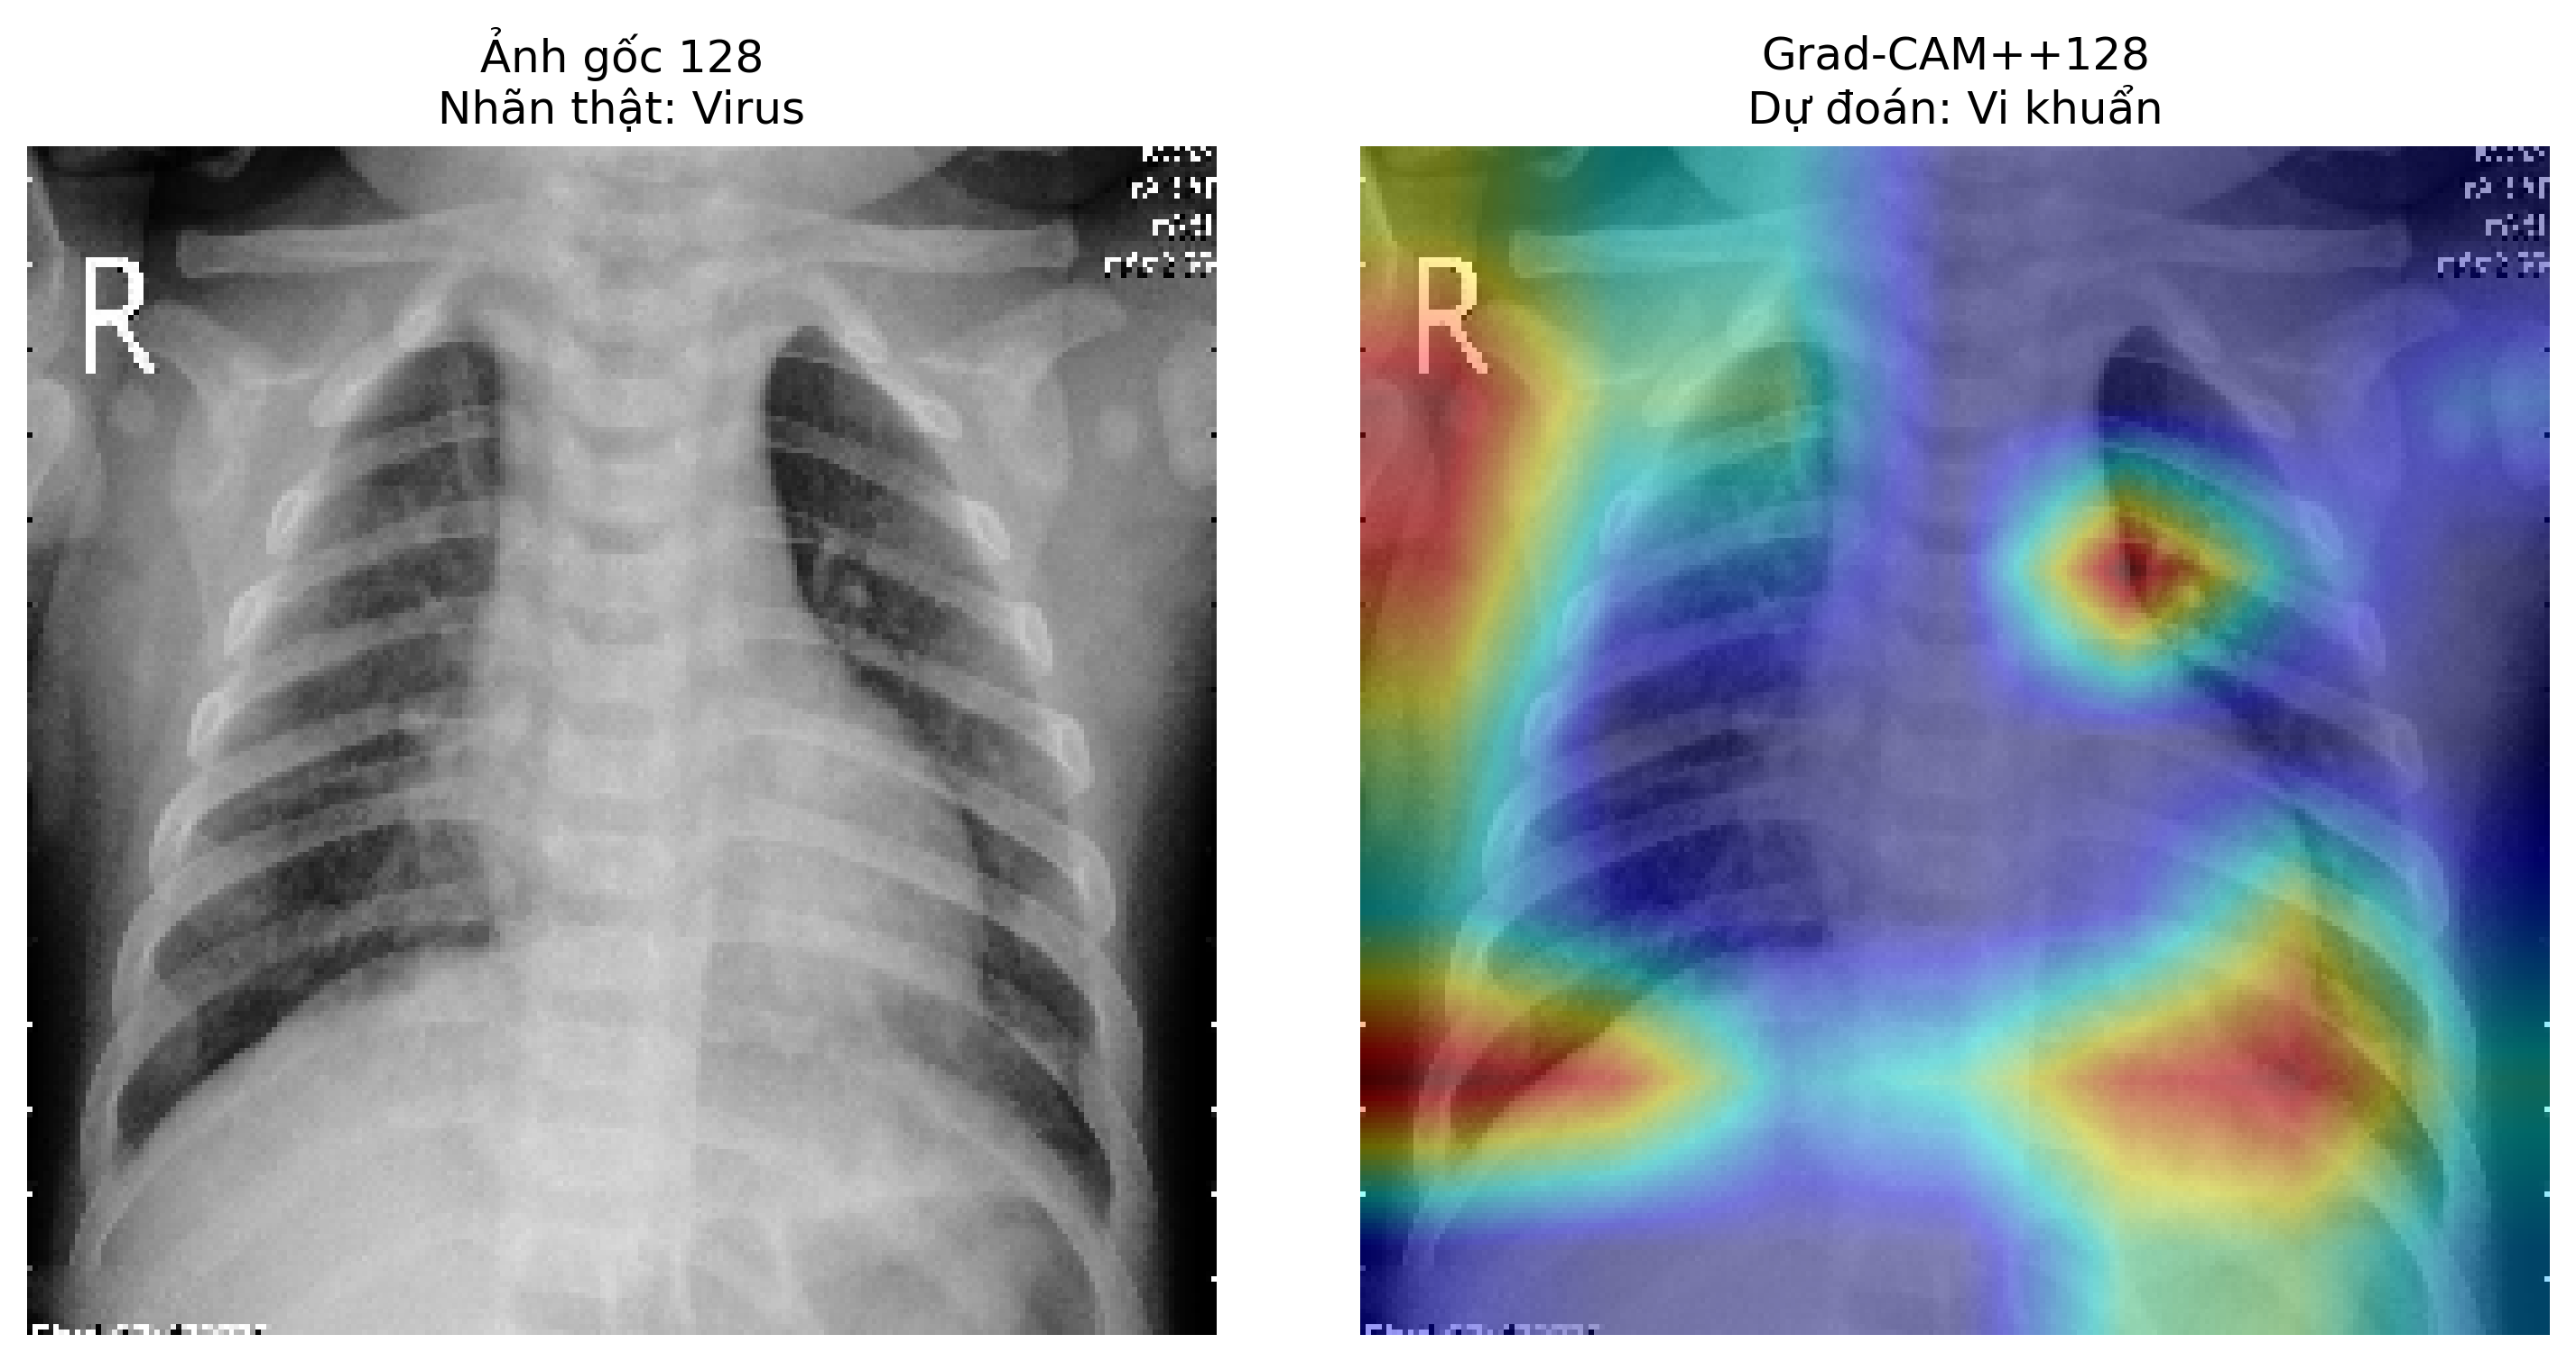 Ảnh gốc 128
Nhãn thật: Virus
R
Grad-CAM++128
Dự đoán: Vi khuẩn
R